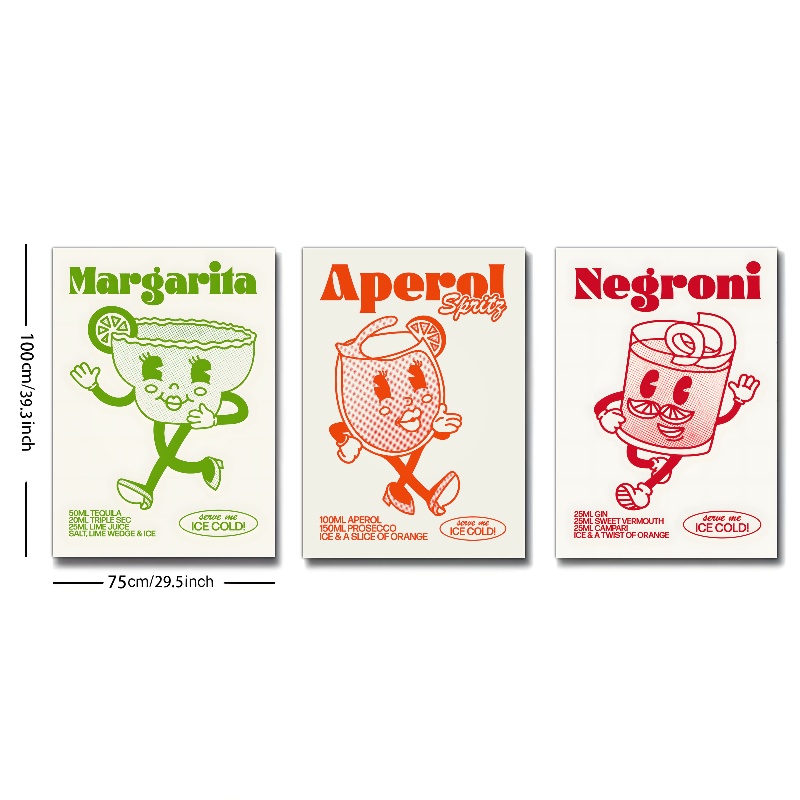 100cm/39.3inch
75cm/29.5inch
Margarita
50ML TEQUILA
20ML TRIPLE SEC
25ML LIME JUICE
SALT, LIME WEDGE & ICE
serve me
ICE COLD!
Aperol
Spritz
100ML APEROL
150ML PROSECCO
ICE & A SLICE OF ORANGE
serve me
ICE COLD!
Negroni
25ML GIN
25ML SWEET VERMOUTH
25ML CAMPARI
ICE & A TWIST OF ORANGE
serve me
ICE COLD!